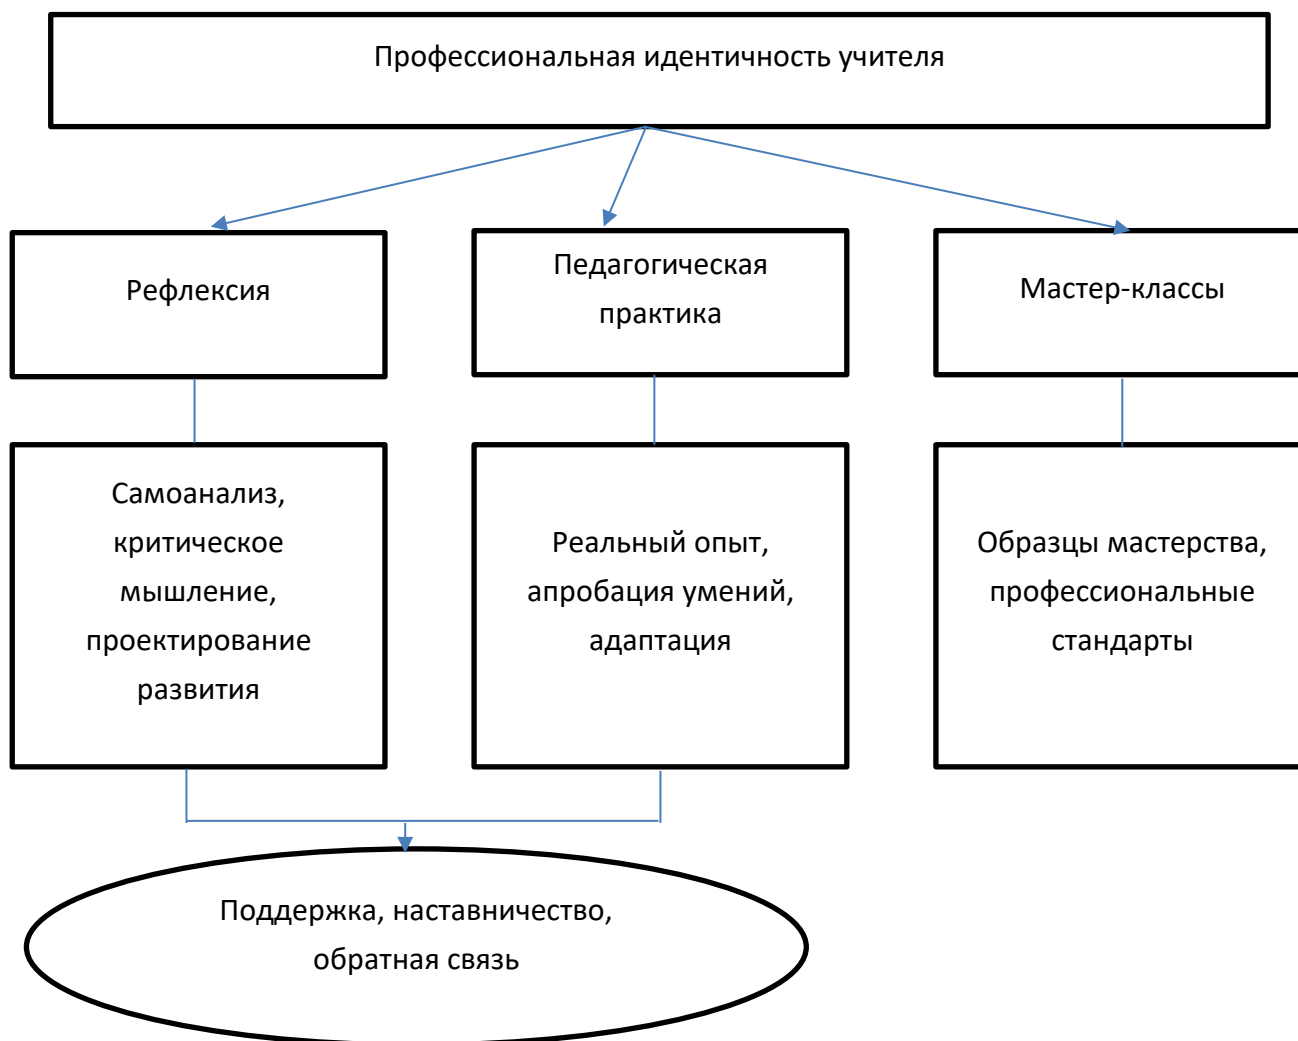 Профессиональная идентичность учителя
Рефлексия
Педагогическая
практика
Мастер-классы
Самоанализ,
критическое
мышление,
проектирование
развития
Реальный опыт,
апробация умений,
адаптация
Образцы мастерства,
профессиональные
стандарты
Поддержка, наставничество,
обратная связь